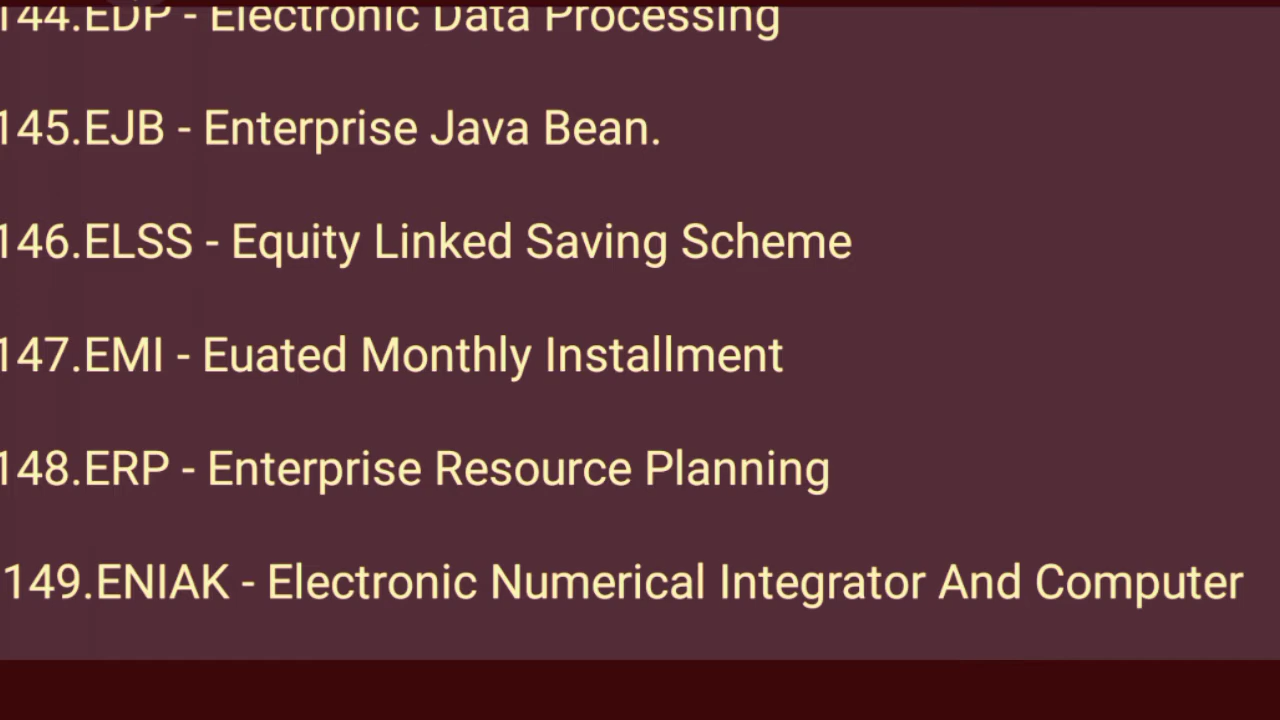 144.EDP - Electronic Data Processing
145.EJB - Enterprise Java Bean.
146.ELSS - Equity Linked Saving Scheme
147.EMI - Euated Monthly Installment
148.ERP - Enterprise Resource Planning
149.ENIAK - Electronic Numerical Integrator And Computer